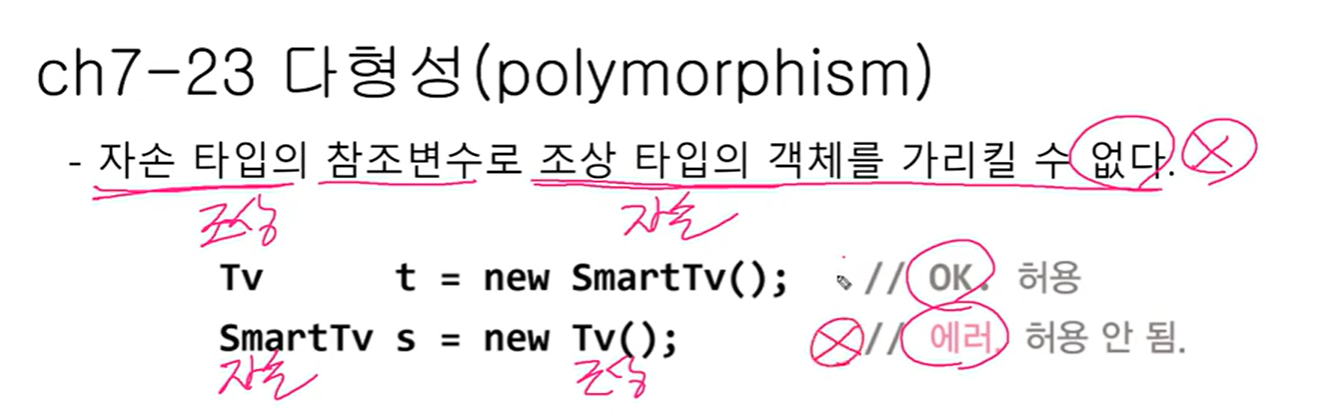 ch7-23 다형성(polymorphism)
- 자손 타입의 참조변수로 조상 타입의 객체를 가리킬 수 없다.
조상 자손
Tv t = new SmartTv(); // OK. 허용
SmartTv s = new Tv(); // 에러. 허용 안 됨.
자손 조상